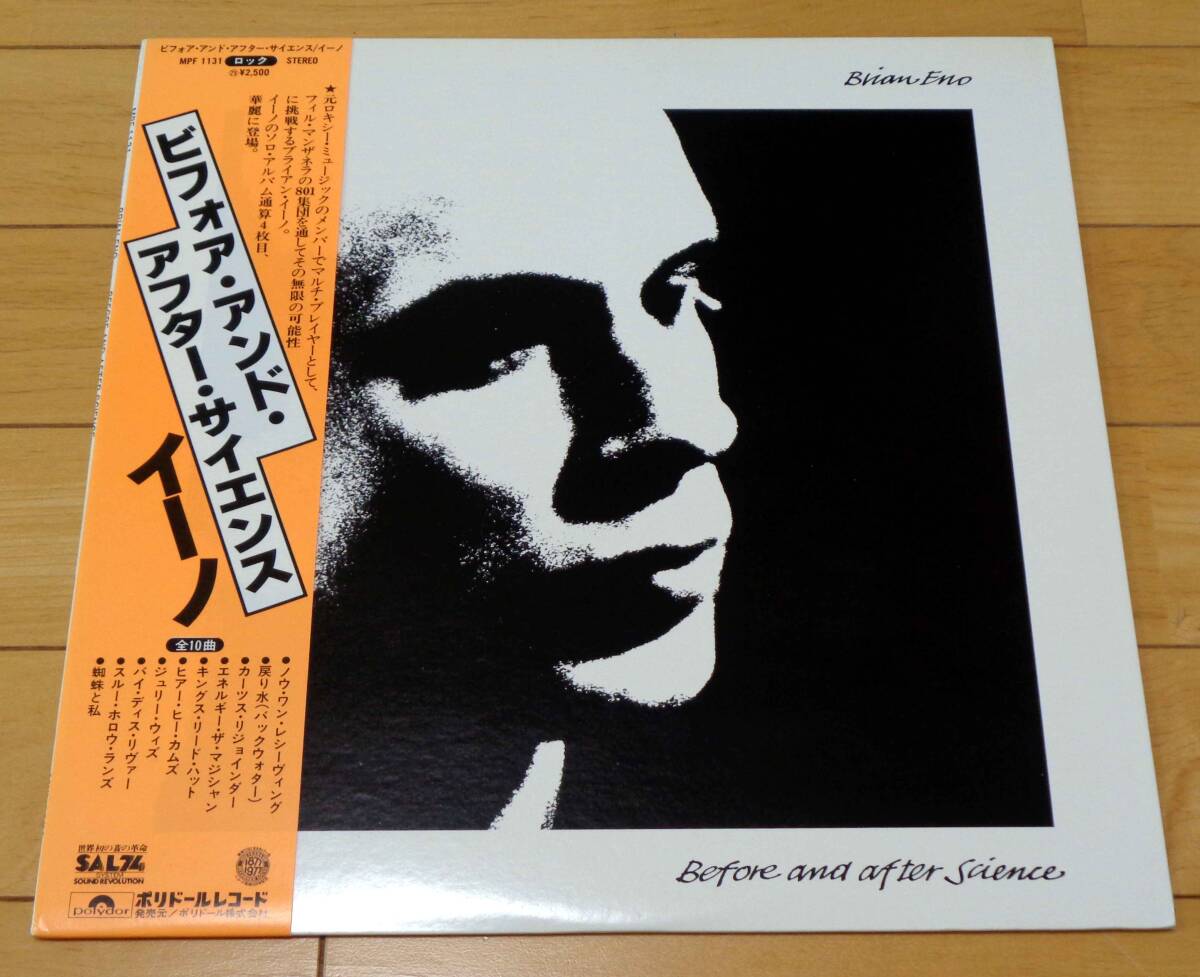 ビフォア・アンド・アフター・サイエンス/イーノ
MPF 1131 ロック STEREO
¥2,500
★元ロキシー・ミュージックのメンバーでマルチ・プレイヤーとして、
フィル・マンザネラの801集団を通してその無限の可能性
に挑戦するブライアン・イーノ。
イーノのソロ・アルバム通算4枚目、
華麗に登場。
ビフォア・アンド・
アフター・サイエンス
イーノ
全10曲
●ノウ・ワン・レシーヴィング
●戻り水(バックウォター)
●カーツス・リジョインダー
●エネルギー・ザ・マジシャン
●キングス・リード・ハット
●ヒアー・ヒー・カムズ
●ジュリー・ウィズ
●バイ・ディス・リヴァー
●スルー・ホロウ・ランズ
●蜘蛛と私
世界初の音の革命
SAL74
SYSTEM
SOUND REVOLUTION
1877
1977
polydor
ポリドールレコード
発売元/ポリドール株式会社
Brian Eno
Before and after Science